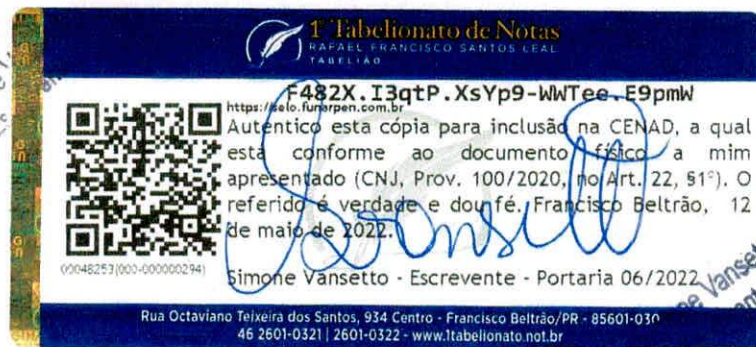 1º Tabelionato de Notas
RAFAEL FRANCISCO SANTOS LEAL
TABELIÃO
F482X.I3qtP.XsYp9-WWTee.E9pmW
https://selo.funarpen.com.br
Autentico esta cópia para inclusão na CENAD, a qual
está conforme ao documento físico a mim
apresentado (CNJ, Prov. 100/2020, no Art. 22, §1º). O
referido é verdade e dou fé. Francisco Beltrão, 12
de maio de 2022.
00048253(000-000000294)
Simone Vansetto - Escrevente - Portaria 06/2022
Rua Octaviano Teixeira dos Santos, 934 Centro - Francisco Beltrão/PR - 85601-030
46 2601-0321 | 2601-0322 - www.1tabelionato.not.br